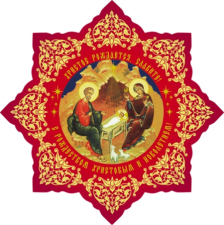 ХРИСТОС РОЖДАЕТСЯ, СЛАВИТЕ!
С РОЖДЕСТВОМ ХРИСТОВЫМ И НОВОЛЕТИЕМ!